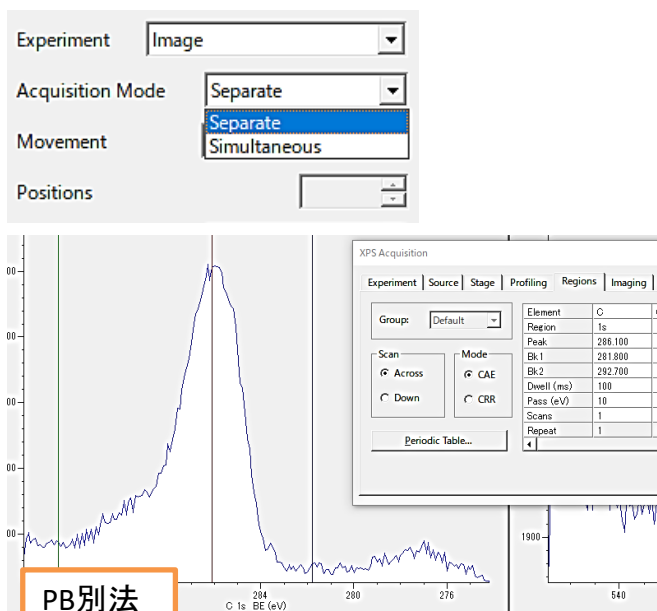 Experiment Image
Acquisition Mode Separate
Separate
Movement
Simultaneous
Positions
XPS Acquisition
Experiment Source Stage Profiling Regions Imaging
Group: Default
Element C
Region 1s
Peak 286.100
Scan Mode
Bk1 281.800
Across CAE
Bk2 292.700
Dwell (ms) 100
Down CRR
Pass (eV) 10
Scans 1
Repeat 1
Periodic Table...
1900
PB別法
284 280 276 540
C 1s BE (eV)